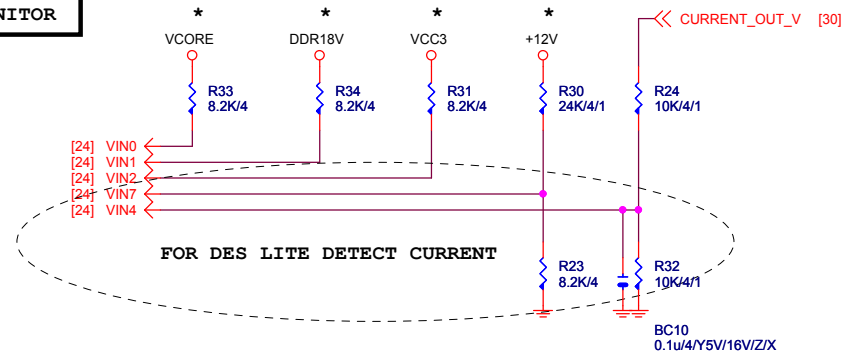 NITOR
* * * *
VCORE DDR18V VCC3 +12V
CURRENT_OUT_V [30]
R33
8.2K/4
R34
8.2K/4
R31
8.2K/4
R30
24K/4/1
R24
10K/4/1
[24] VIN0
[24] VIN1
[24] VIN2
[24] VIN7
[24] VIN4
FOR DES LITE DETECT CURRENT
R23
8.2K/4
R32
10K/4/1
BC10
0.1u/4/Y5V/16V/Z/X